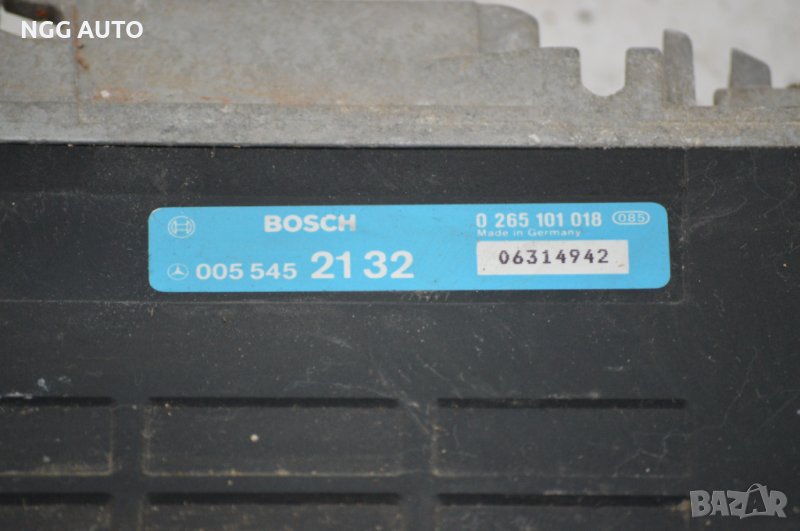 NGG AUTO
BOSCH
0 265 101 018 085
Made in Germany
005 545 21 32
06314942
BAZAR